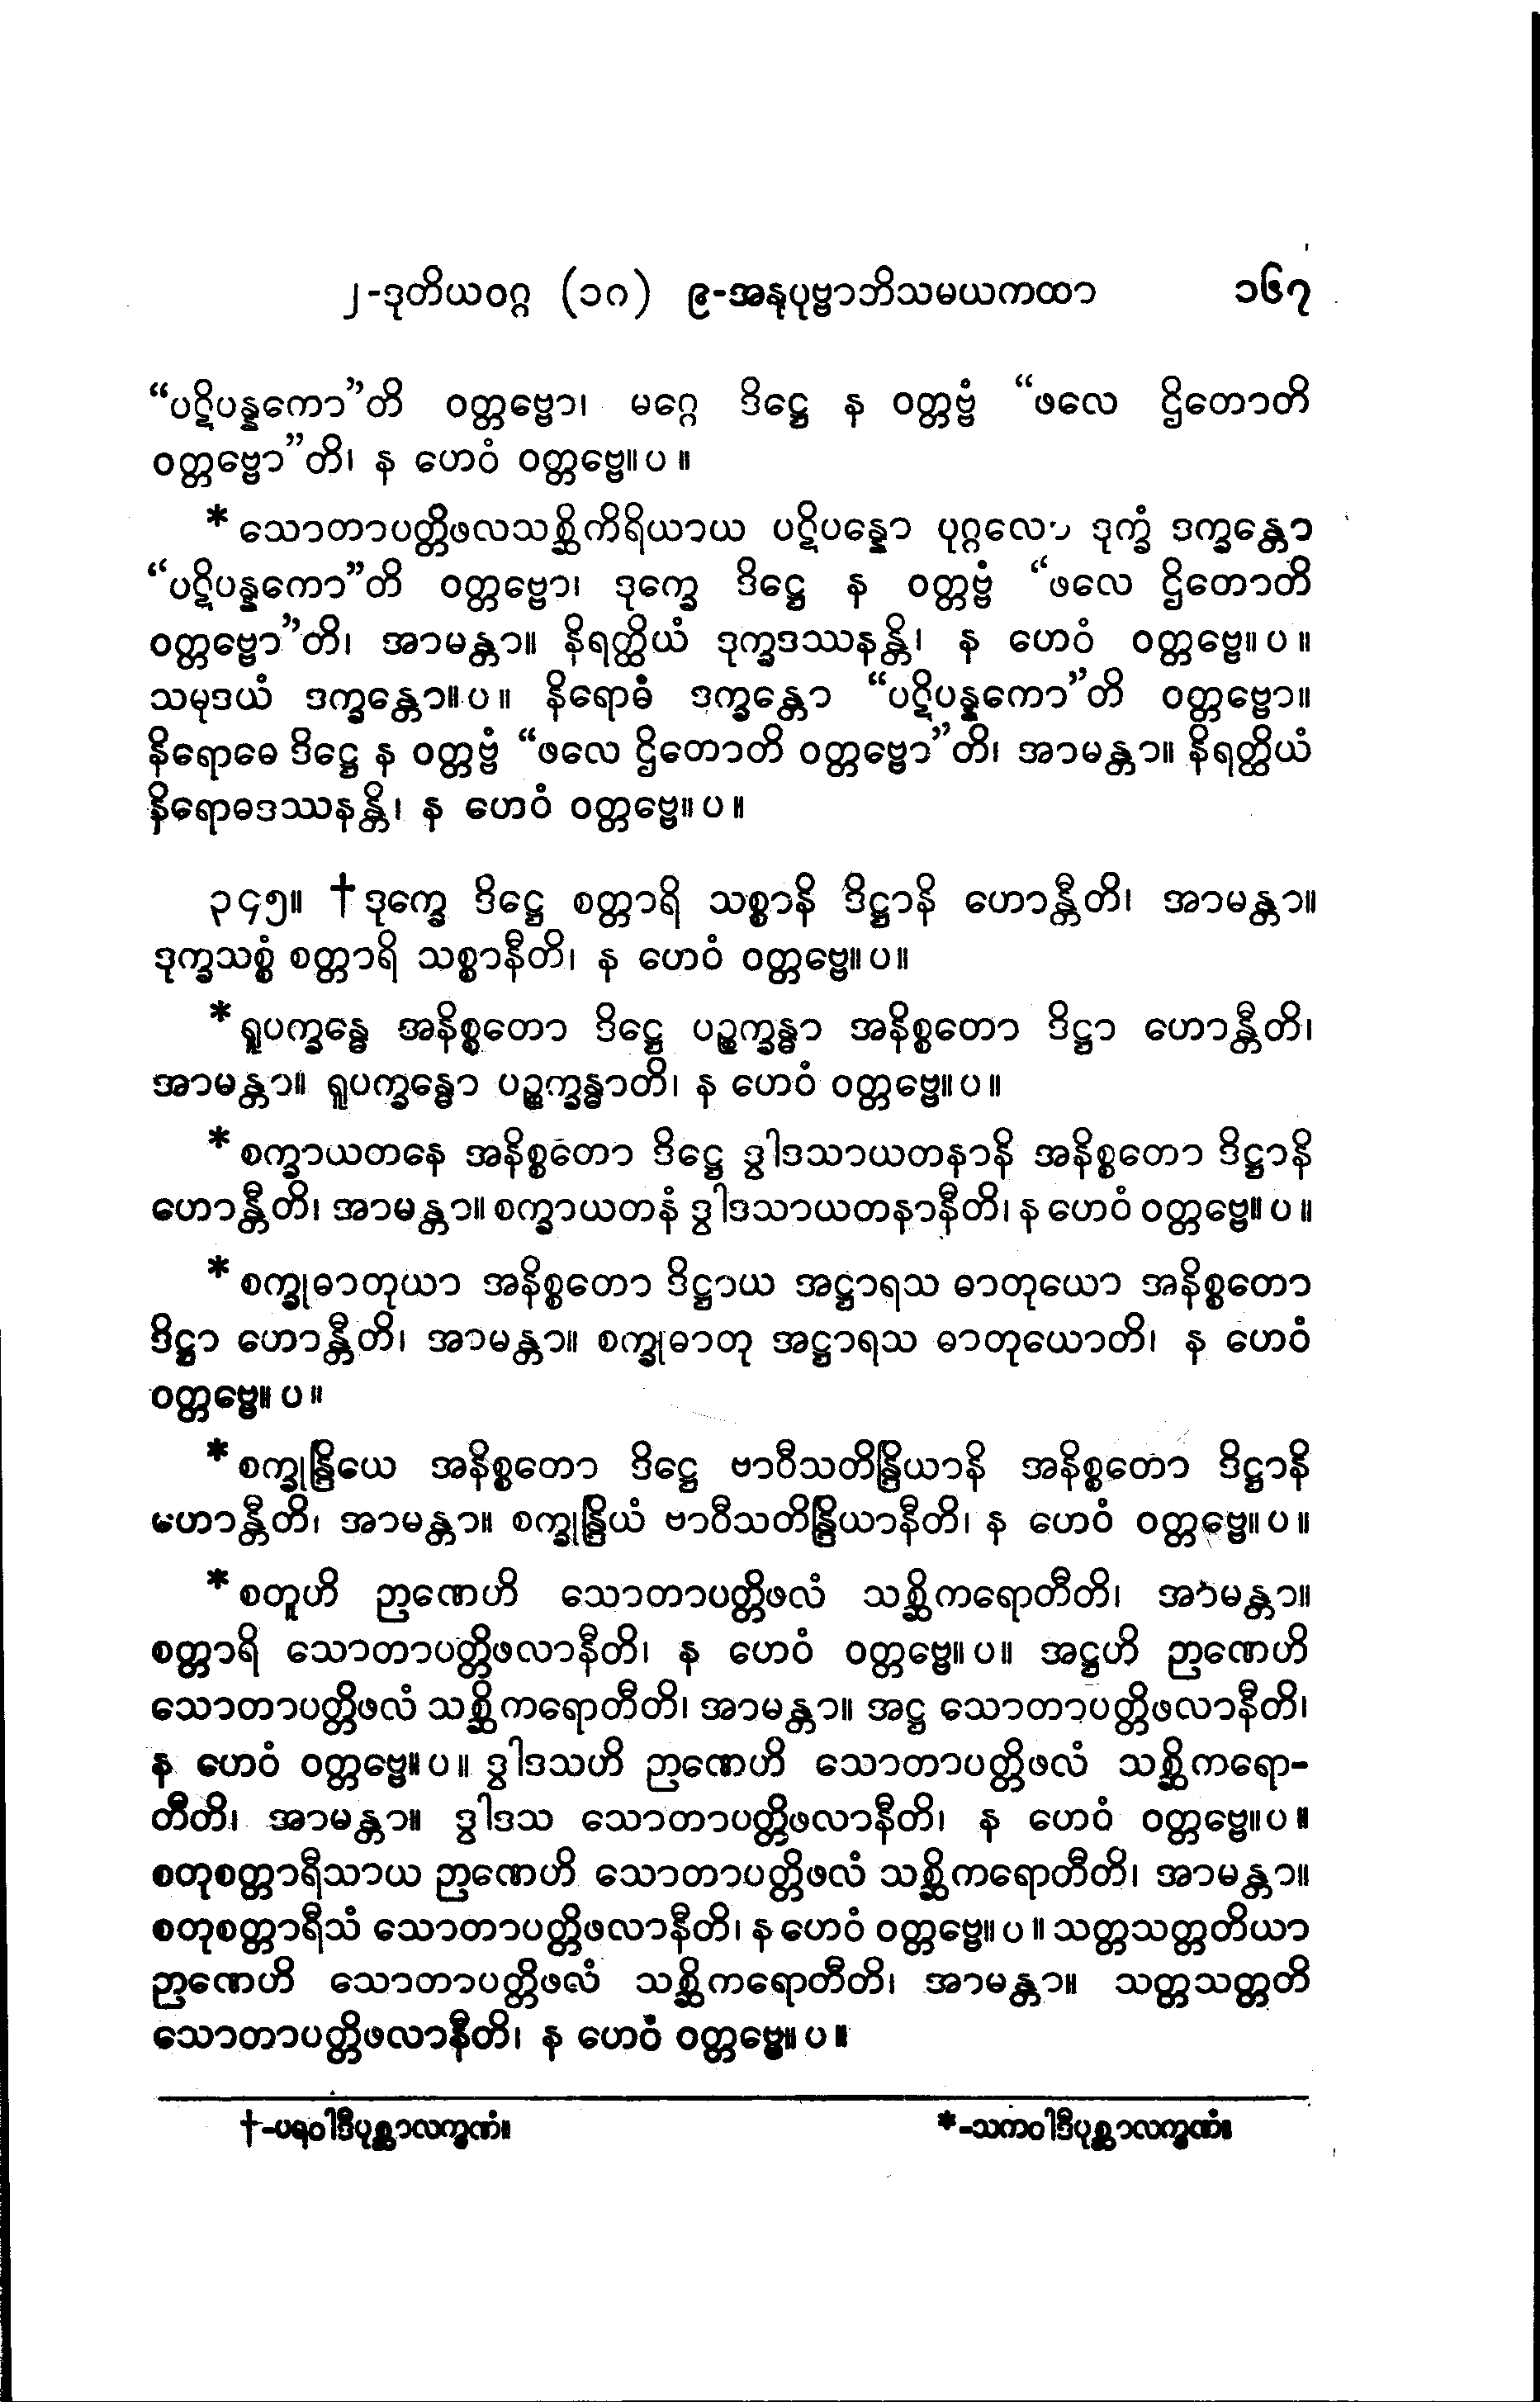 ၂-ဒုတိယဝဂ္ဂ (၁၈) ၉-အနုပုဗ္ဗာဘိသမယကထာ ၁၆၇
“ပဋိပန္နကော”တိ ဝတ္တဗ္ဗော၊ မဂ္ဂေ ဒိဋ္ဌေ န ဝတ္တဗ္ဗံ “ဖလေ ဌိတောတိ
ဝတ္တဗ္ဗော”တိ၊ န ဟေဝံ ဝတ္တဗ္ဗေ။ပ။
*သောတာပတ္တိဖလသစ္ဆိကိရိယာယ ပဋိပန္နော ပုဂ္ဂလော ဒုက္ခံ ဒက္ခန္တော
“ပဋိပန္နကော”တိ ဝတ္တဗ္ဗော၊ ဒုက္ခေ ဒိဋ္ဌေ န ဝတ္တဗ္ဗံ “ဖလေ ဌိတောတိ
ဝတ္တဗ္ဗော”တိ၊ အာမန္တာ။ နိရတ္ထိယံ ဒုက္ခဒဿနန္တိ၊ န ဟေဝံ ဝတ္တဗ္ဗေ။ပ။
သမုဒယံ ဒက္ခန္တော။ပ။ နိရောဓံ ဒက္ခန္တော “ပဋိပန္နကော”တိ ဝတ္တဗ္ဗော။
နိရောဓေ ဒိဋ္ဌေ န ဝတ္တဗ္ဗံ “ဖလေ ဌိတောတိ ဝတ္တဗ္ဗော”တိ၊ အာမန္တာ။ နိရတ္ထိယံ
နိရောဓဒဿနန္တိ၊ န ဟေဝံ ဝတ္တဗ္ဗေ။ပ။
၃၄၅။ †ဒုက္ခေ ဒိဋ္ဌေ စတ္တာရိ သစ္စာနိ ဒိဋ္ဌာနိ ဟောန္တီတိ၊ အာမန္တာ။
ဒုက္ခသစ္စံ စတ္တာရိ သစ္စာနီတိ၊ န ဟေဝံ ဝတ္တဗ္ဗေ။ပ။
*ရူပက္ခန္ဓေ အနိစ္စတော ဒိဋ္ဌေ ပဉ္စက္ခန္ဓာ အနိစ္စတော ဒိဋ္ဌာ ဟောန္တီတိ၊
အာမန္တာ။ ရူပက္ခန္ဓော ပဉ္စက္ခန္ဓာတိ၊ န ဟေဝံ ဝတ္တဗ္ဗေ။ပ။
*စက္ခာယတနေ အနိစ္စတော ဒိဋ္ဌေ ဒွါဒသာယတနာနိ အနိစ္စတော ဒိဋ္ဌာနိ
ဟောန္တီတိ၊ အာမန္တာ။ စက္ခာယတနံ ဒွါဒသာယတနာနီတိ၊ န ဟေဝံ ဝတ္တဗ္ဗေ။ပ။
*စက္ခုဓာတုယာ အနိစ္စတော ဒိဋ္ဌာယ အဋ္ဌာရသ ဓာတုယော အနိစ္စတော
ဒိဋ္ဌာ ဟောန္တီတိ၊ အာမန္တာ။ စက္ခုဓာတု အဋ္ဌာရသ ဓာတုယောတိ၊ န ဟေဝံ
ဝတ္တဗ္ဗေ။ပ။
*စက္ခုန္ဒြိယေ အနိစ္စတော ဒိဋ္ဌေ ဗာဝီသတိန္ဒြိယာနိ အနိစ္စတော ဒိဋ္ဌာနိ
ဟောန္တီတိ၊ အာမန္တာ။ စက္ခုန္ဒြိယံ ဗာဝီသတိန္ဒြိယာနီတိ၊ န ဟေဝံ ဝတ္တဗ္ဗေ။ပ။
*စတူဟိ ဉာဏေဟိ သောတာပတ္တိဖလံ သစ္ဆိကရောတီတိ၊ အာမန္တာ။
စတ္တာရိ သောတာပတ္တိဖလာနီတိ၊ န ဟေဝံ ဝတ္တဗ္ဗေ။ပ။ အဋ္ဌဟိ ဉာဏေဟိ
သောတာပတ္တိဖလံ သစ္ဆိကရောတီတိ၊ အာမန္တာ။ အဋ္ဌ သောတာပတ္တိဖလာနီတိ၊
န ဟေဝံ ဝတ္တဗ္ဗေ။ပ။ ဒွါဒသဟိ ဉာဏေဟိ သောတာပတ္တိဖလံ သစ္ဆိကရော-
တီတိ၊ အာမန္တာ။ ဒွါဒသ သောတာပတ္တိဖလာနီတိ၊ န ဟေဝံ ဝတ္တဗ္ဗေ။ပ။
စတုစတ္တာရီသာယ ဉာဏေဟိ သောတာပတ္တိဖလံ သစ္ဆိကရောတီတိ၊ အာမန္တာ။
စတုစတ္တာရီသံ သောတာပတ္တိဖလာနီတိ၊ န ဟေဝံ ဝတ္တဗ္ဗေ။ပ။ သတ္တသတ္တတိယာ
ဉာဏေဟိ သောတာပတ္တိဖလံ သစ္ဆိကရောတီတိ၊ အာမန္တာ။ သတ္တသတ္တတိ
သောတာပတ္တိဖလာနီတိ၊ န ဟေဝံ ဝတ္တဗ္ဗေ။ပ။
†-ပရဝါဒီပုစ္ဆာလက္ခဏံ။ *-သကဝါဒီပုစ္ဆာလက္ခဏံ။